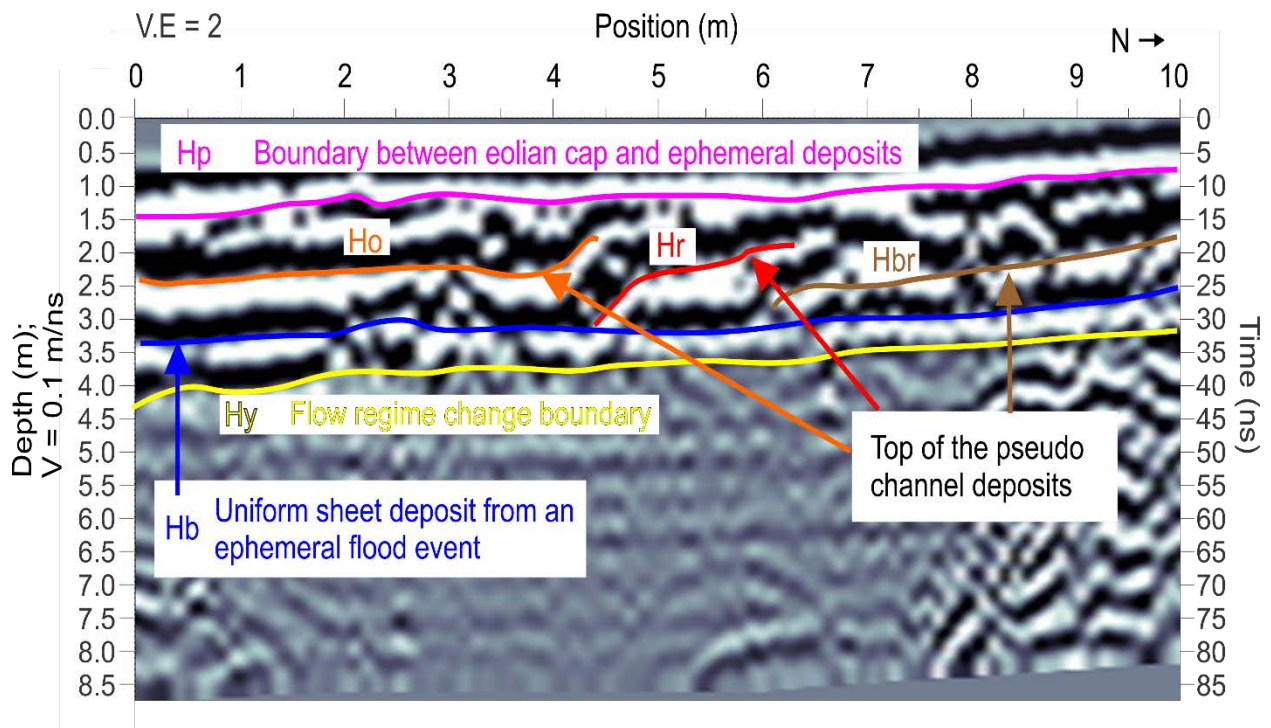 V.E = 2
Position (m)
N →
0 1 2 3 4 5 6 7 8 9 10
Depth (m);
V = 0.1 m/ns
0.0
0.5
1.0
1.5
2.0
2.5
3.0
3.5
4.0
4.5
5.0
5.5
6.0
6.5
7.0
7.5
8.0
8.5
Hp Boundary between eolian cap and ephemeral deposits
Ho
Hr
Hbr
Hy Flow regime change boundary
Hb Uniform sheet deposit from an
ephemeral flood event
Top of the pseudo
channel deposits
0
5
10
15
20
25
30
35
40
45
50
55
60
65
70
75
80
85
Time (ns)